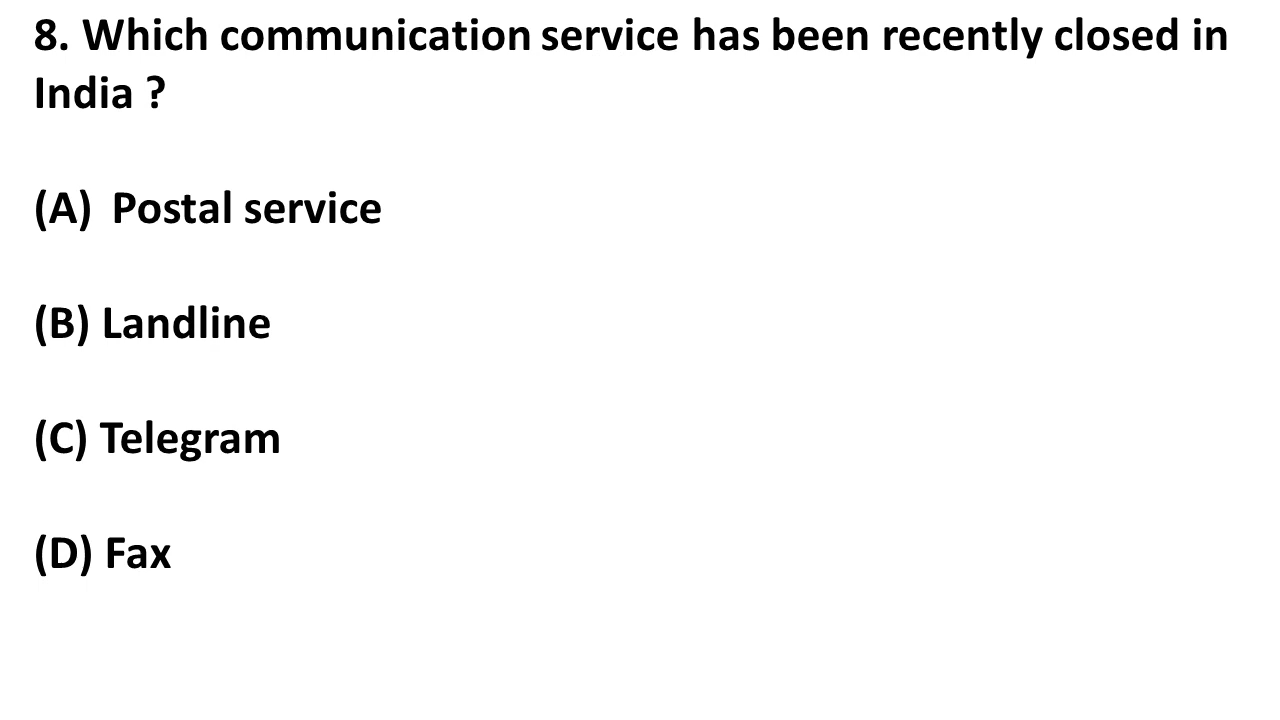 8. Which communication service has been recently closed in
India ?
(A) Postal service
(B) Landline
(C) Telegram
(D) Fax